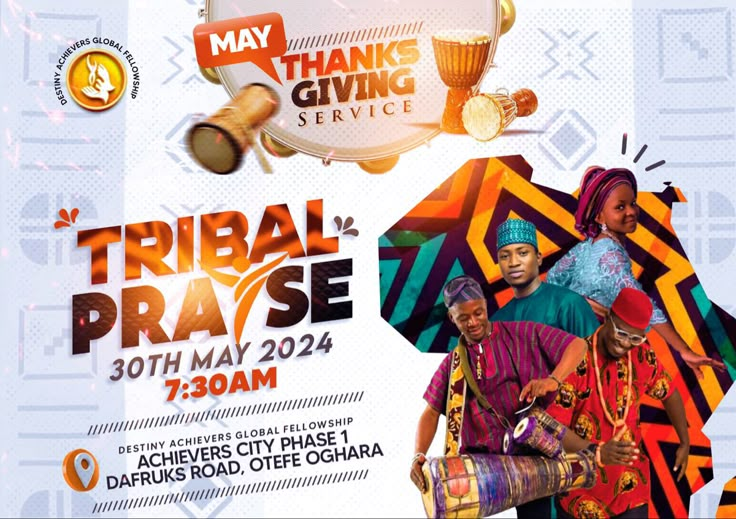 DESTINY ACHIEVERS GLOBAL FELLOWSHIP
MAY
THANKS
GIVING
SERVICE
TRIBAL
PRAISE
30TH MAY 2024
7:30AM
DESTINY ACHIEVERS GLOBAL FELLOWSHIP
ACHIEVERS CITY PHASE 1
DAFRUKS ROAD, OTEFE OGHARA